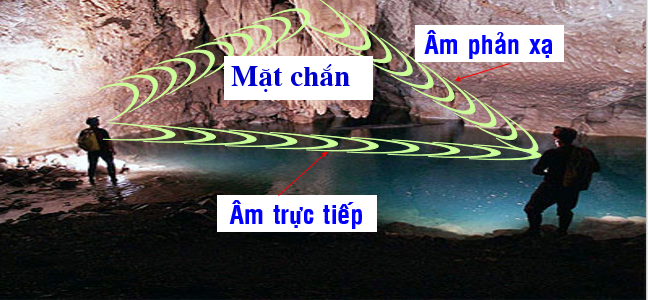 Âm phản xạ
Mặt chắn
Âm trực tiếp